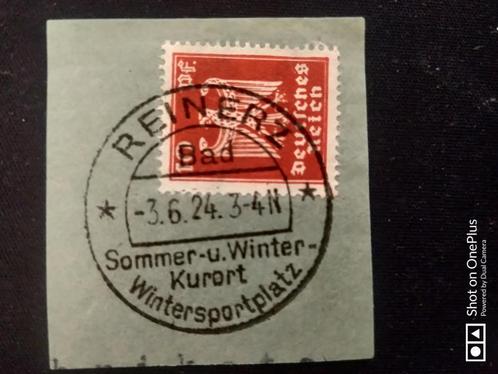 REINERZ
Bad
-3.6.24. 3-4N
Sommer-u. Winter-
Kurort
Wintersportplatz
Deutsches
Reich
Pf.
Shot on OnePlus
Powered by Dual Camera